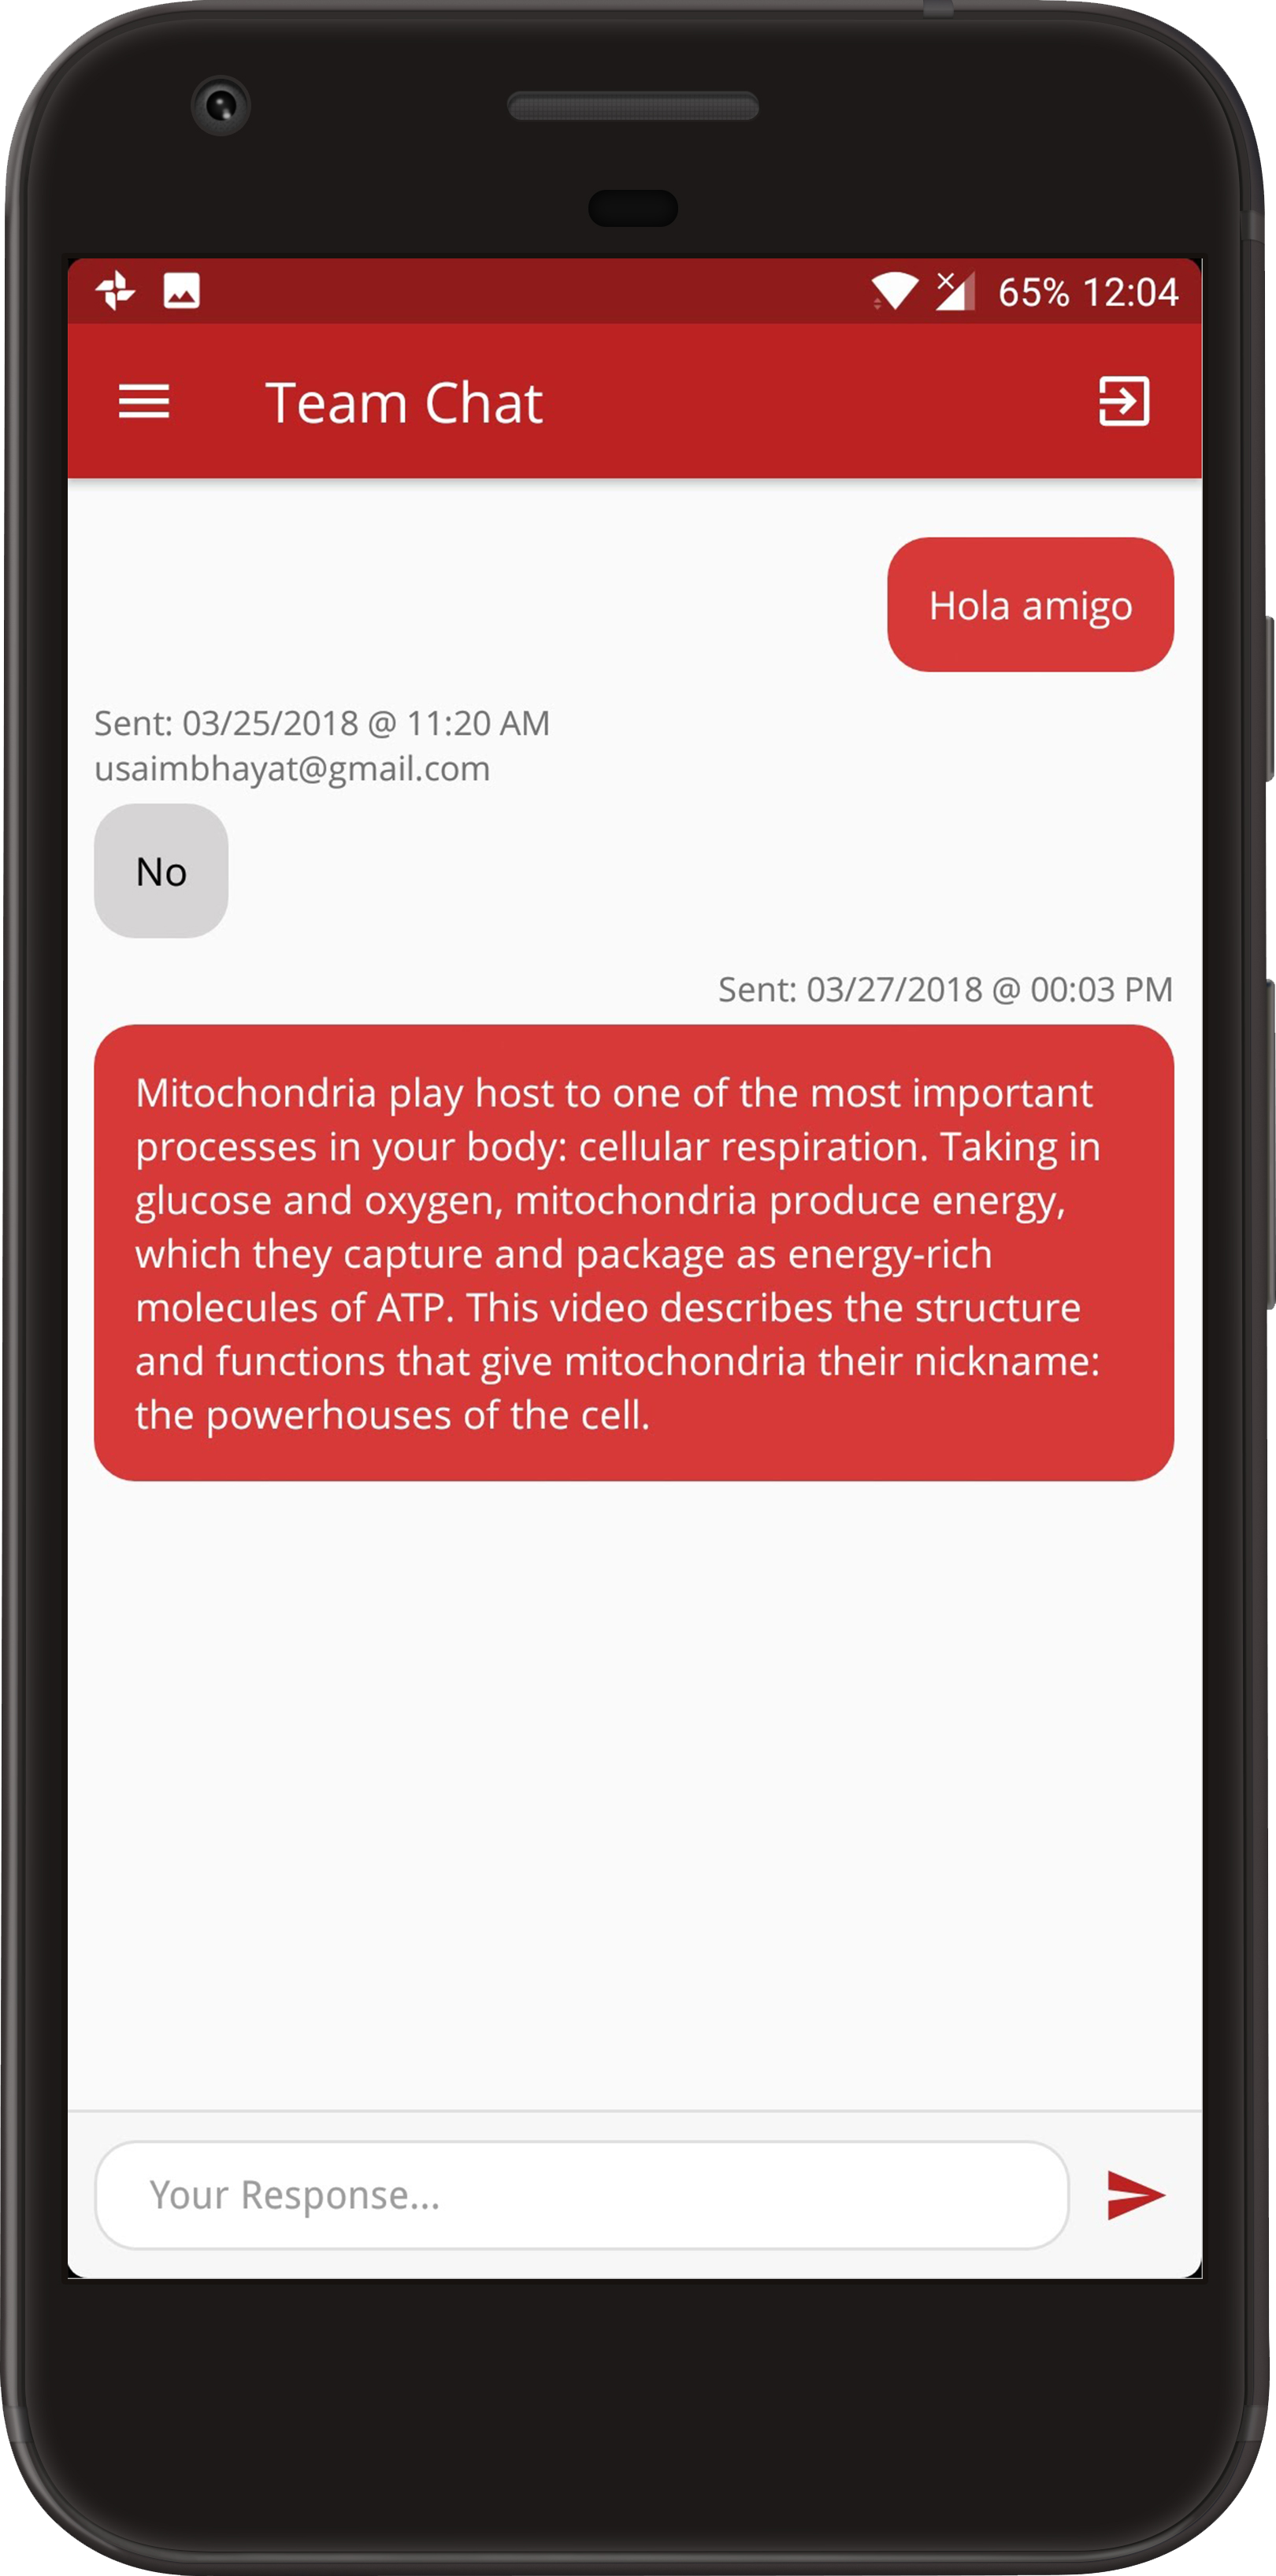 65% 12:04
Team Chat
Hola amigo
Sent: 03/25/2018 @ 11:20 AM
usaimbhayat@gmail.com
No
Sent: 03/27/2018 @ 00:03 PM
Mitochondria play host to one of the most important
processes in your body: cellular respiration. Taking in
glucose and oxygen, mitochondria produce energy,
which they capture and package as energy-rich
molecules of ATP. This video describes the structure
and functions that give mitochondria their nickname:
the powerhouses of the cell.
Your Response...